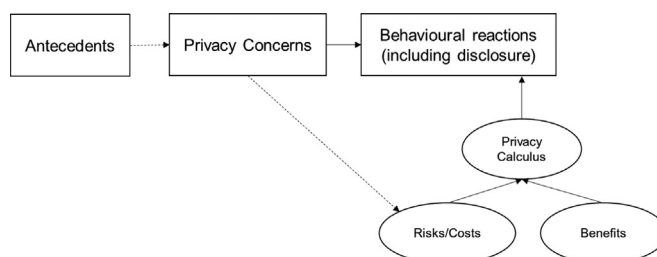 Antecedents
Privacy Concerns
Behavioural reactions
(including disclosure)
Privacy
Calculus
Risks/Costs
Benefits